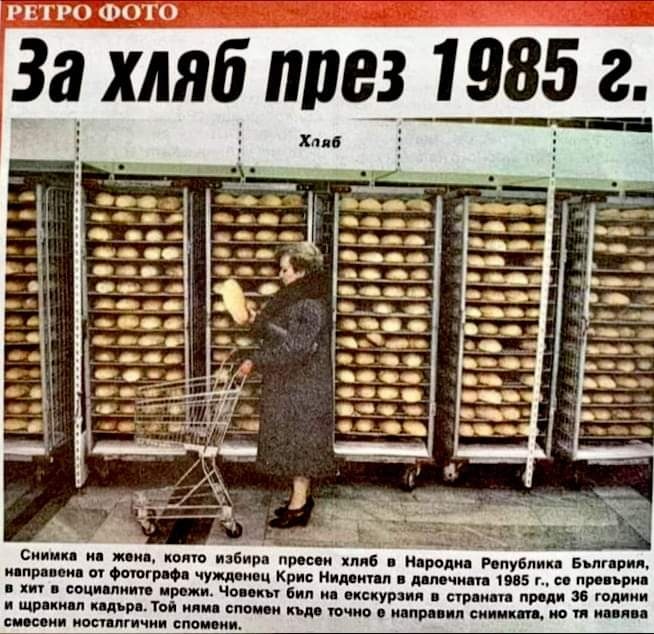 РЕТРО ФОТО
За хляб през 1985 г.
Хляб
Снимка на жена, която избира пресен хляб в Народна Република България,
направена от фотографа чужденец Крис Нидентал в далечната 1985 г., се превърна
в хит в социалните мрежи. Човекът бил на екскурзия в страната преди 36 години
и щракнал кадъра. Той няма спомен къде точно е направил снимката, но тя навява
смесени носталгични спомени.